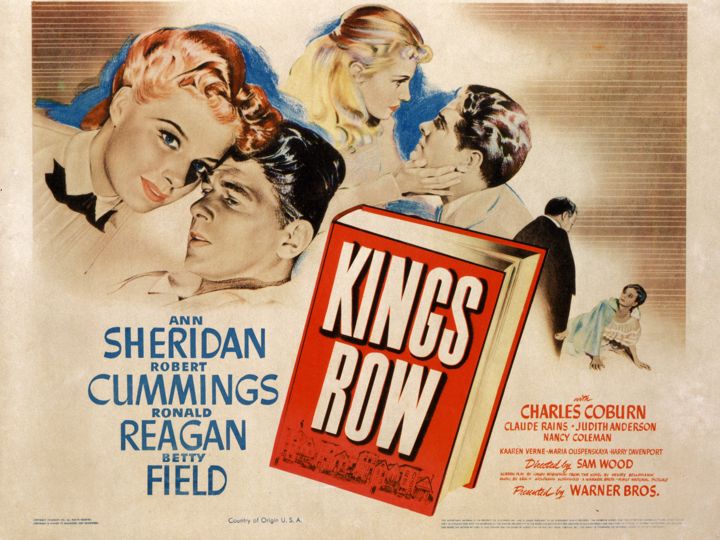 KINGS
ROW
ANN
SHERIDAN
ROBERT
CUMMINGS
RONALD
REAGAN
BETTY
FIELD
with
CHARLES COBURN
CLAUDE RAINS • JUDITH ANDERSON
NANCY COLEMAN
KAAREN VERNE • MARIA OUSPENSKAYA • HARRY DAVENPORT
Directed by SAM WOOD
Presented by WARNER BROS.
Country of Origin U.S.A.